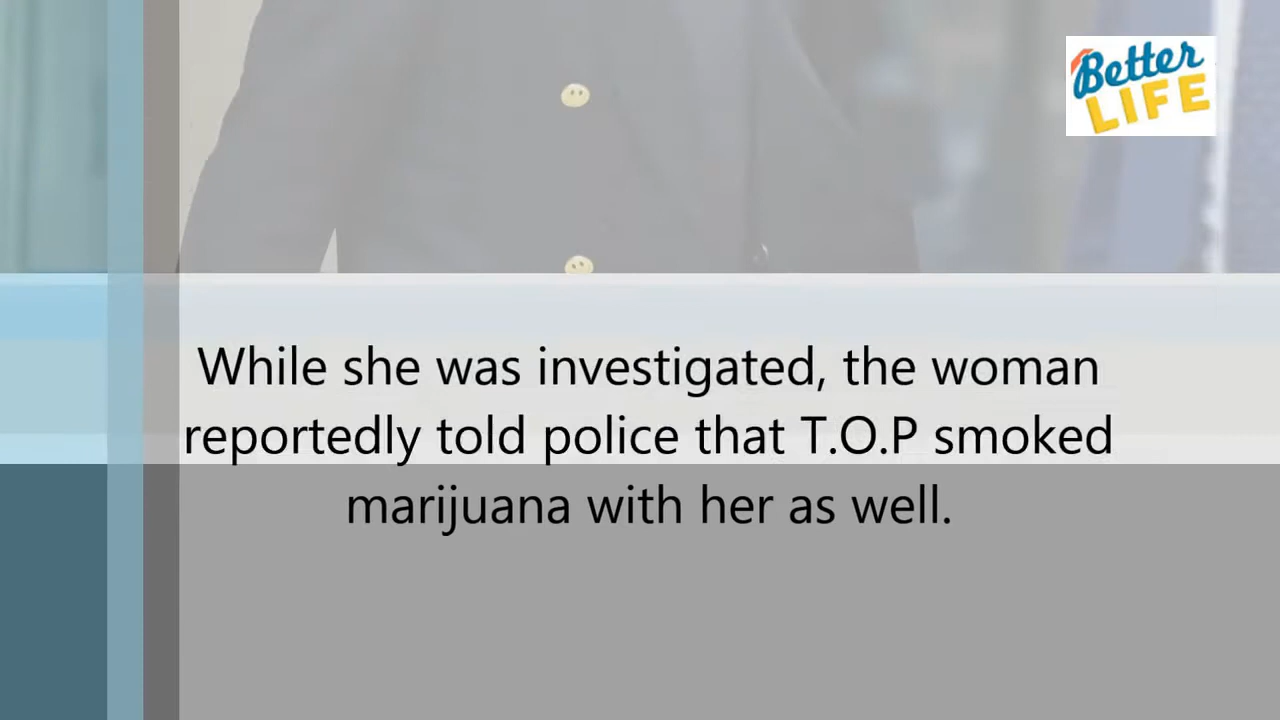 Better
LIFE
While she was investigated, the woman
reportedly told police that T.O.P smoked
marijuana with her as well.